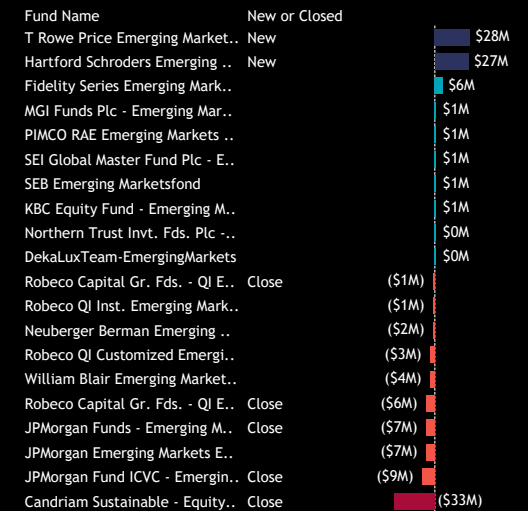 Fund Name New or Closed
T Rowe Price Emerging Market.. New $28M
Hartford Schroders Emerging .. New $27M
Fidelity Series Emerging Mark.. $6M
MGI Funds Plc - Emerging Mar.. $1M
PIMCO RAE Emerging Markets .. $1M
SEI Global Master Fund Plc - E.. $1M
SEB Emerging Marketsfond $1M
KBC Equity Fund - Emerging M.. $1M
Northern Trust Invt. Fds. Plc -.. $0M
DekaLuxTeam-EmergingMarkets $0M
Robeco Capital Gr. Fds. - QI E.. Close ($1M)
Robeco QI Inst. Emerging Mark.. ($1M)
Neuberger Berman Emerging .. ($2M)
Robeco QI Customized Emergi.. ($3M)
William Blair Emerging Market.. ($4M)
Robeco Capital Gr. Fds. - QI E.. Close ($6M)
JPMorgan Funds - Emerging M.. Close ($7M)
JPMorgan Emerging Markets E.. ($7M)
JPMorgan Fund ICVC - Emergin.. Close ($9M)
Candriam Sustainable - Equity.. Close ($33M)